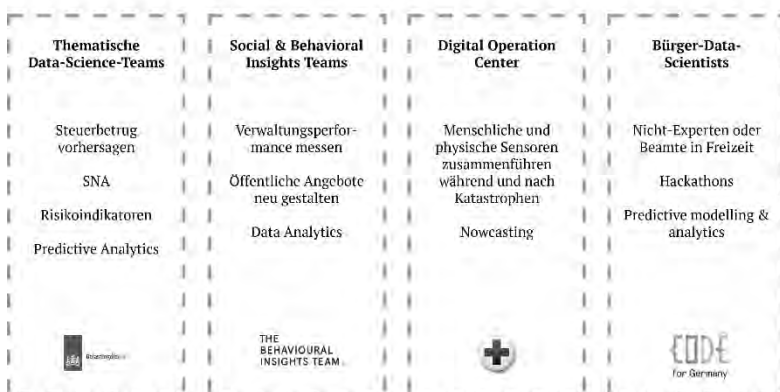 Thematische
Data-Science-Teams
Steuerbetrug
vorhersagen
SNA
Risikoindikatoren
Predictive Analytics
Social & Behavioral
Insights Teams
Verwaltungsperfor-
mance messen
Öffentliche Angebote
neu gestalten
Data Analytics
THE
BEHAVIOURAL
INSIGHTS TEAM
Digital Operation
Center
Menschliche und
physische Sensoren
zusammenführen
während und nach
Katastrophen
Nowcasting
Bürger-Data-
Scientists
Nicht-Experten oder
Beamte in Freizeit
Hackathons
Predictive modelling &
analytics
CODE
for Germany